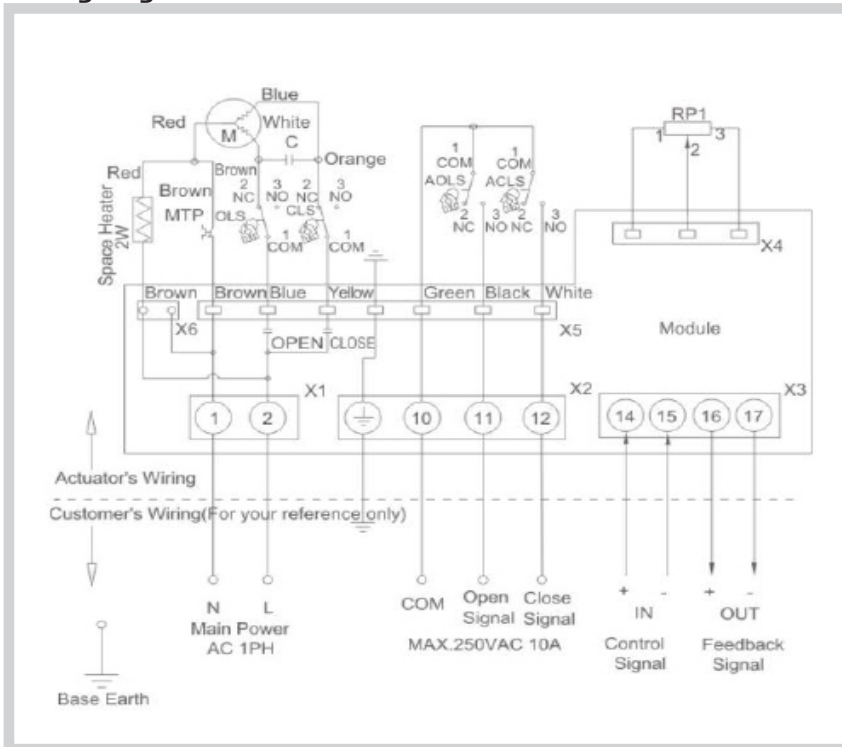 Blue
Red
White
M
C
Orange
Red
Brown
Brown
MTP
2
NC
3
NO
2
NC
3
NO
OLS
CLS
1
COM
1
COM
Space Heater
2W
1
COM
1
COM
AOLS
ACLS
2
NC
3
NO
2
NC
3
NO
RP1
1
2
3
X4
Brown
Brown
Blue
Yellow
Green
Black
White
X6
X5
OPEN
CLOSE
Module
X1
X2
X3
1
2
10
11
12
14
15
16
17
Actuator's Wiring
Customer's Wiring(For your reference only)
N
L
Main Power
AC 1PH
COM
Open
Signal
Close
Signal
MAX.250VAC 10A
+
-
+
-
IN
OUT
Control
Signal
Feedback
Signal
Base Earth